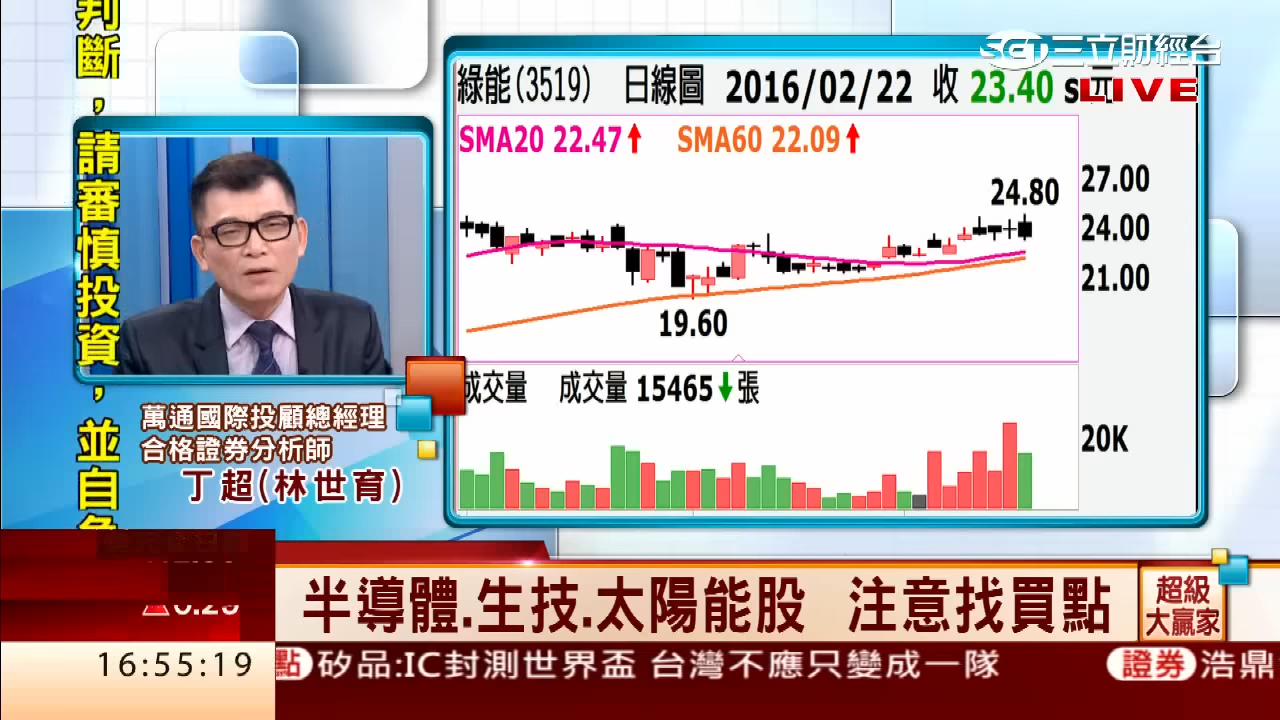 判斷，請審慎投資，並自負
SET三立財經台
LIVE
綠能(3519) 日線圖 2016/02/22 收 23.40 s元
SMA20 22.47↑ SMA60 22.09↑
27.00
24.80
24.00
21.00
19.60
成交量 成交量 15465↓張
20K
萬通國際投顧總經理
合格證券分析師
丁超(林世育)
半導體.生技.太陽能股 注意找買點
超級
大贏家
16:55:19
點 矽品:IC封測世界盃 台灣不應只變成一隊 證券 浩鼎